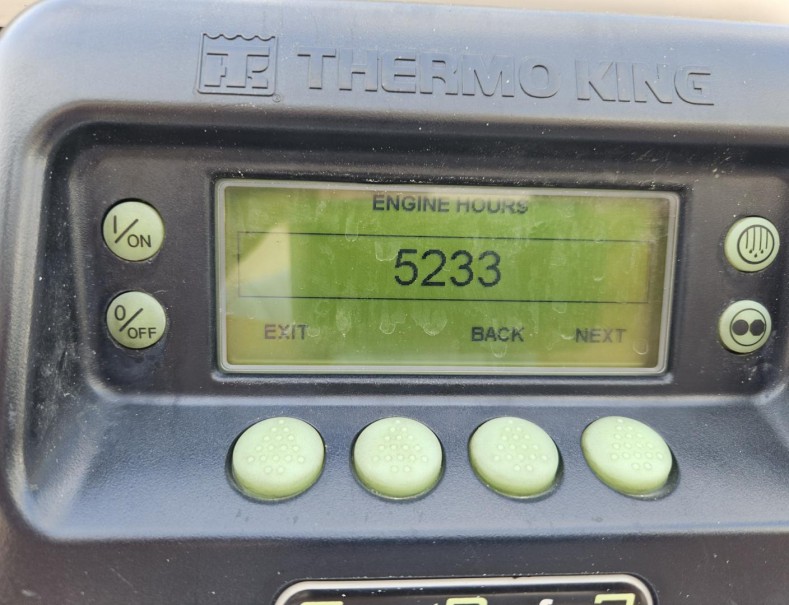 THERMO KING
ENGINE HOURS
I/ON
5233
O/OFF
EXIT BACK NEXT